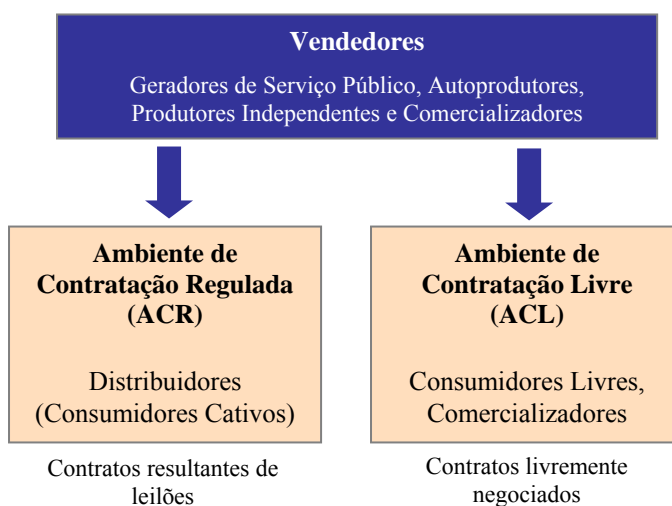 Vendedores
Geradores de Serviço Público, Autoprodutores,
Produtores Independentes e Comercializadores
Ambiente de
Contratação Regulada
(ACR)
Distribuidores
(Consumidores Cativos)
Contratos resultantes de
leilões
Ambiente de
Contratação Livre
(ACL)
Consumidores Livres,
Comercializadores
Contratos livremente
negociados